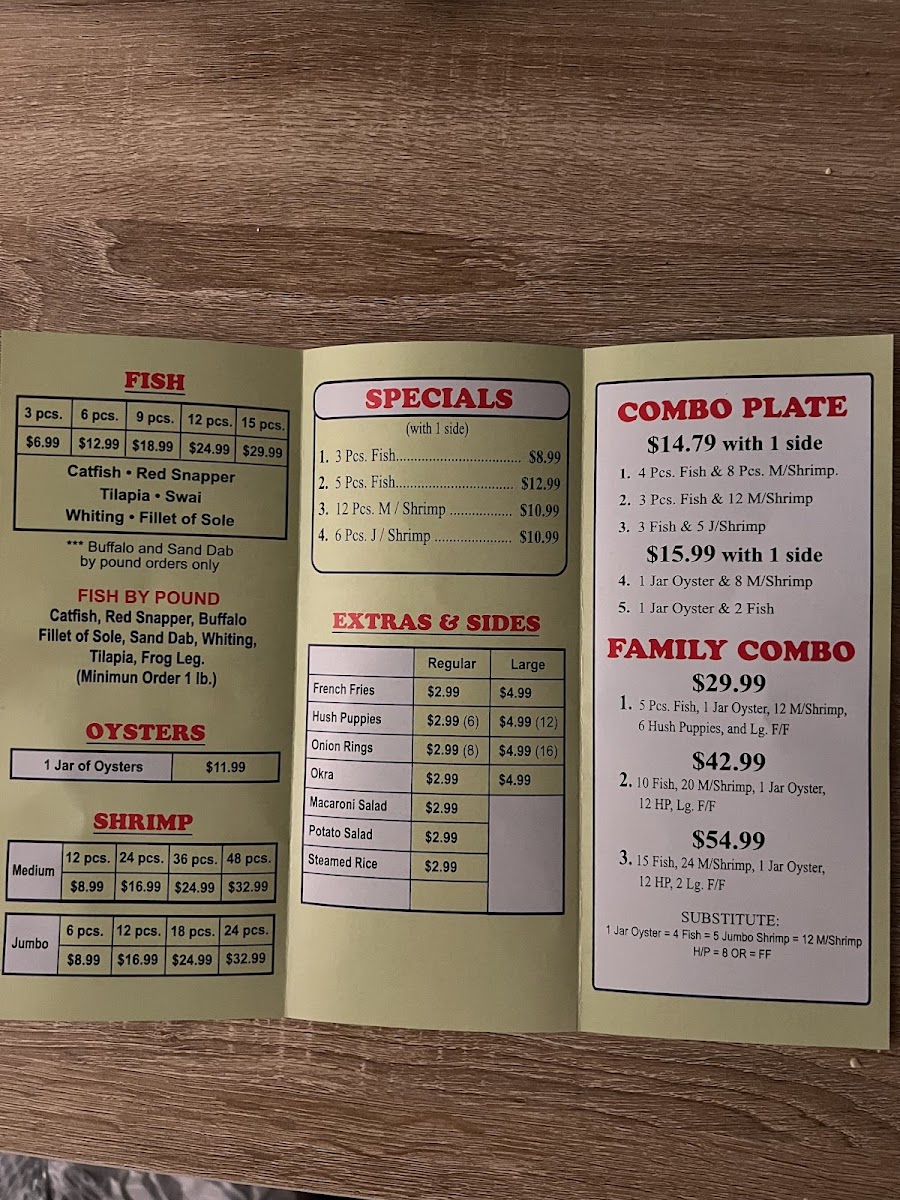 FISH
3 pcs. 6 pcs. 9 pcs. 12 pcs. 15 pcs.
$6.99 $12.99 $18.99 $24.99 $29.99
Catfish • Red Snapper
Tilapia • Swai
Whiting • Fillet of Sole
*** Buffalo and Sand Dab
by pound orders only
FISH BY POUND
Catfish, Red Snapper, Buffalo
Fillet of Sole, Sand Dab, Whiting,
Tilapia, Frog Leg.
(Minimun Order 1 lb.)
OYSTERS
1 Jar of Oysters $11.99
SHRIMP
Medium
12 pcs. 24 pcs. 36 pcs. 48 pcs.
$8.99 $16.99 $24.99 $32.99
Jumbo
6 pcs. 12 pcs. 18 pcs. 24 pcs.
$8.99 $16.99 $24.99 $32.99
SPECIALS
(with 1 side)
1. 3 Pcs. Fish................................ $8.99
2. 5 Pcs. Fish.............................. $12.99
3. 12 Pcs. M / Shrimp ................ $10.99
4. 6 Pcs. J / Shrimp .................... $10.99
EXTRAS & SIDES
Regular Large
French Fries $2.99 $4.99
Hush Puppies $2.99 (6) $4.99 (12)
Onion Rings $2.99 (8) $4.99 (16)
Okra $2.99 $4.99
Macaroni Salad $2.99
Potato Salad $2.99
Steamed Rice $2.99
COMBO PLATE
$14.79 with 1 side
1. 4 Pcs. Fish & 8 Pcs. M/Shrimp.
2. 3 Pcs. Fish & 12 M/Shrimp
3. 3 Fish & 5 J/Shrimp
$15.99 with 1 side
4. 1 Jar Oyster & 8 M/Shrimp
5. 1 Jar Oyster & 2 Fish
FAMILY COMBO
$29.99
1. 5 Pcs. Fish, 1 Jar Oyster, 12 M/Shrimp,
6 Hush Puppies, and Lg. F/F
$42.99
2. 10 Fish, 20 M/Shrimp, 1 Jar Oyster,
12 HP, Lg. F/F
$54.99
3. 15 Fish, 24 M/Shrimp, 1 Jar Oyster,
12 HP, 2 Lg. F/F
SUBSTITUTE:
1 Jar Oyster = 4 Fish = 5 Jumbo Shrimp = 12 M/Shrimp
H/P = 8 OR = FF